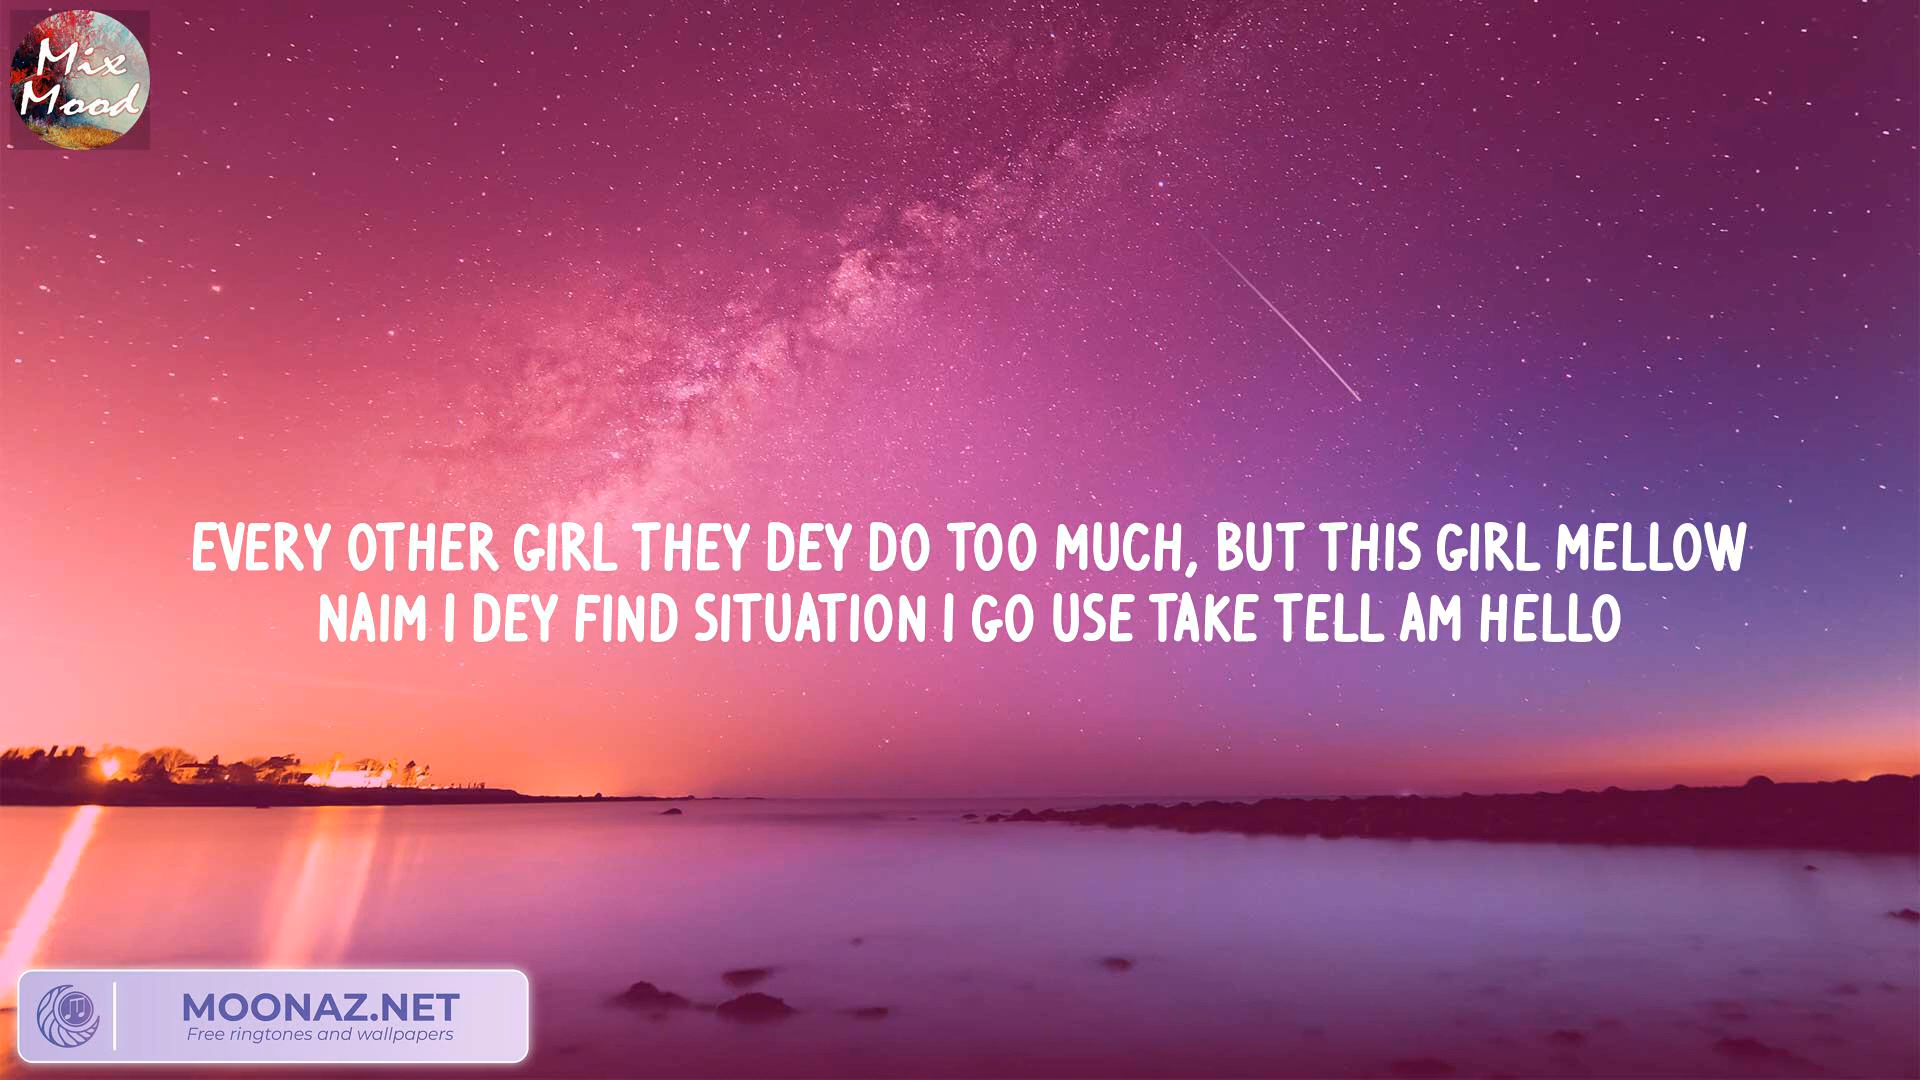 Mix
Mood
EVERY OTHER GIRL THEY DEY DO TOO MUCH, BUT THIS GIRL MELLOW
NAIM I DEY FIND SITUATION I GO USE TAKE TELL AM HELLO
MOONAZ.NET
Free ringtones and wallpapers